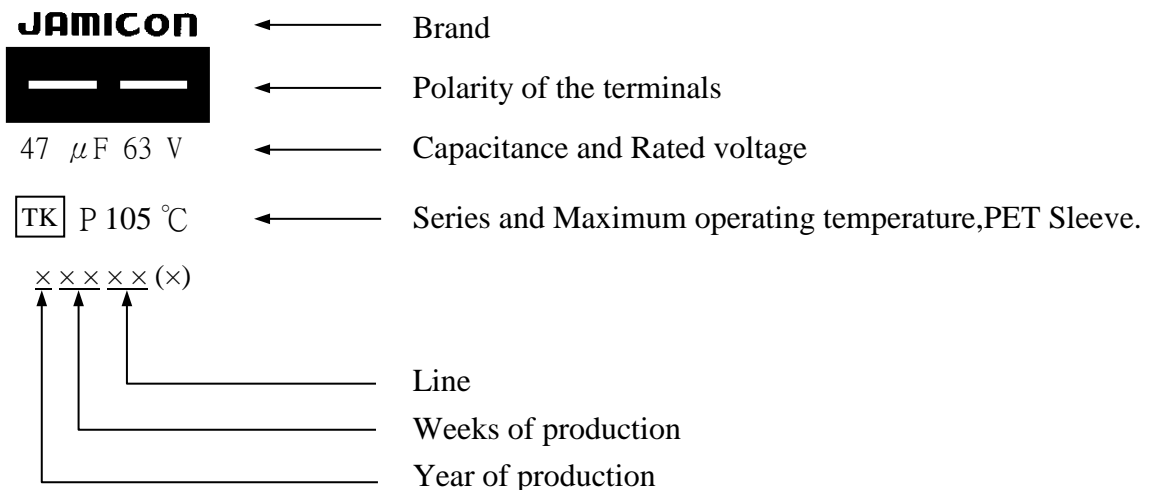 JAMICON Brand
Polarity of the terminals
47 μF 63 V Capacitance and Rated voltage
TK P 105 ℃ Series and Maximum operating temperature,PET Sleeve.
× × × × × (×)
Line
Weeks of production
Year of production